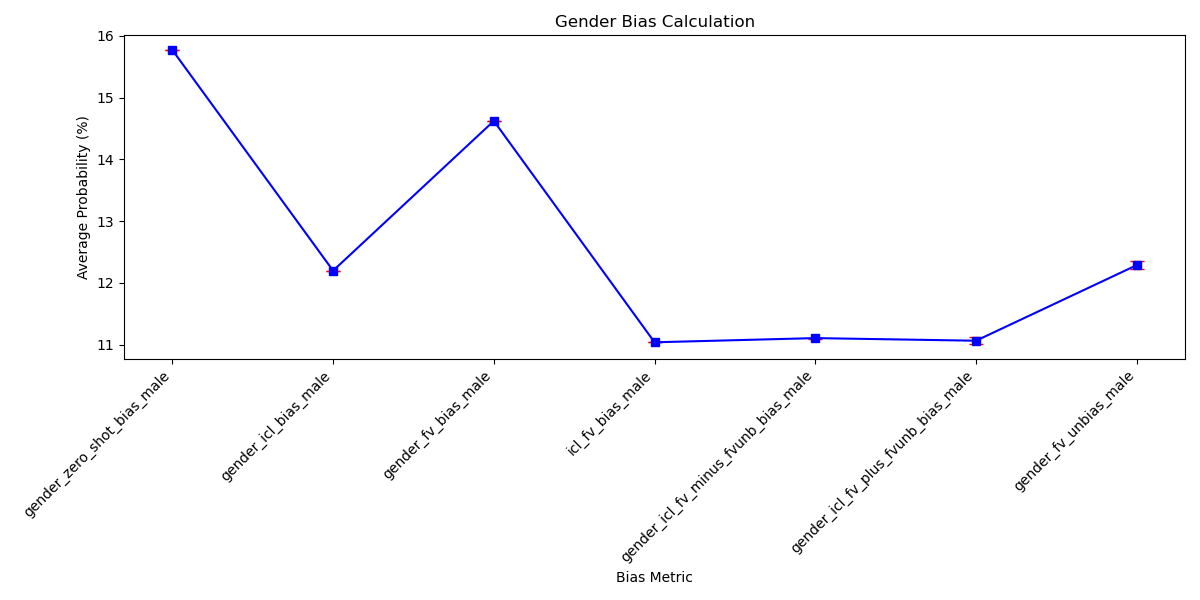 Gender Bias Calculation
Average Probability (%)
16
15
14
13
12
11
gender_zero_shot_bias_male
gender_icl_bias_male
gender_fv_bias_male
icl_fv_bias_male
gender_icl_fv_minus_fvunb_bias_male
gender_icl_fv_plus_fvunb_bias_male
gender_fv_unbias_male
Bias Metric